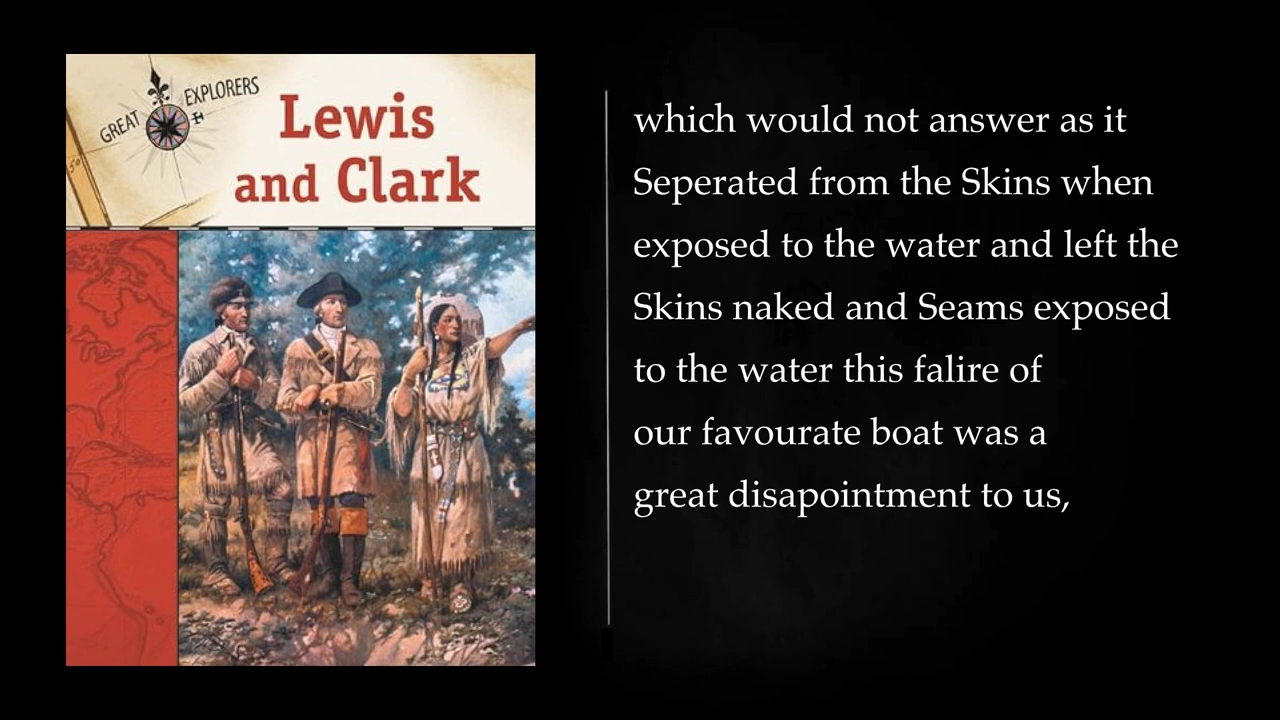 GREAT EXPLORERS
Lewis
and Clark
which would not answer as it
Seperated from the Skins when
exposed to the water and left the
Skins naked and Seams exposed
to the water this falire of
our favourate boat was a
great disapointment to us,